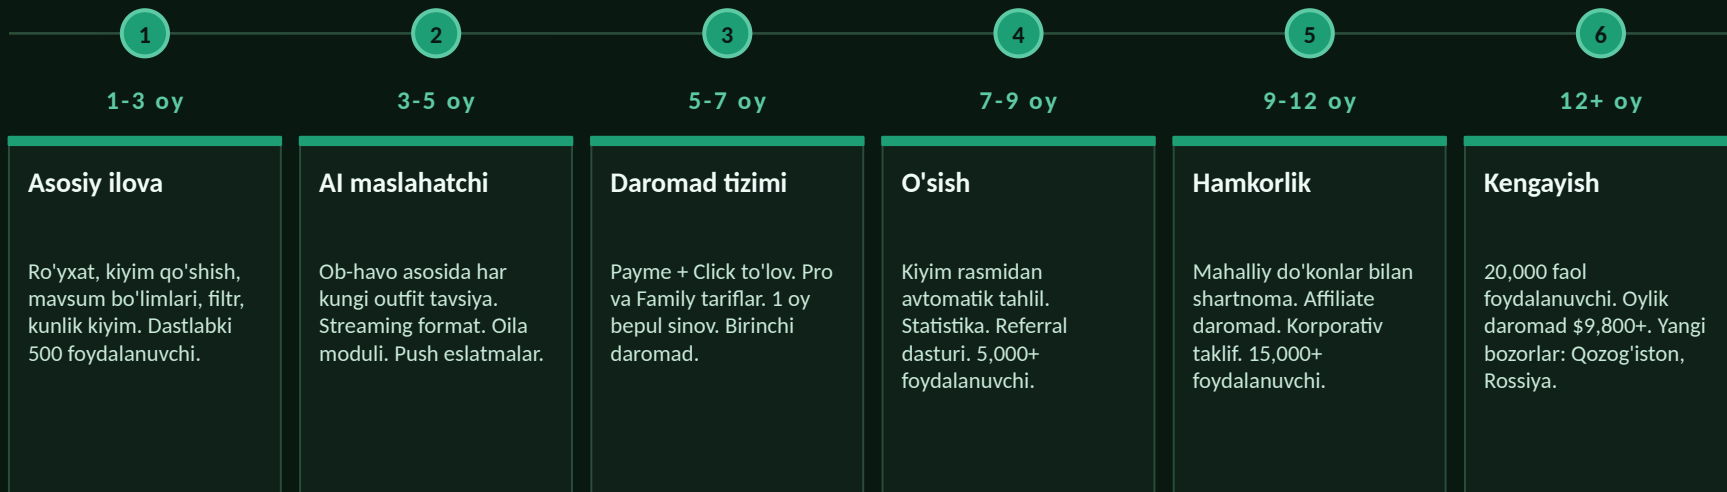 1
2
3
4
5
6
1-3 oy
3-5 oy
5-7 oy
7-9 oy
9-12 oy
12+ oy
Asosiy ilova
Ro'yxat, kiyim qo'shish,
mavsum bo'limlari, filtr,
kunlik kiyim. Dastlabki
500 foydalanuvchi.
AI maslahatchi
Ob-havo asosida har
kungi outfit tavsiya.
Streaming format. Oila
moduli. Push eslatmalar.
Daromad tizimi
Payme + Click to'lov. Pro
va Family tariflar. 1 oy
bepul sinov. Birinchi
daromad.
O'sish
Kiyim rasmidan
avtomatik tahlil.
Statistika. Referral
dasturi. 5,000+
foydalanuvchi.
Hamkorlik
Mahalliy do'konlar bilan
shartnoma. Affiliate
daromad. Korporativ
taklif. 15,000+
foydalanuvchi.
Kengayish
20,000 faol
foydalanuvchi. Oylik
daromad $9,800+. Yangi
bozorlar: Qozog'iston,
Rossiya.